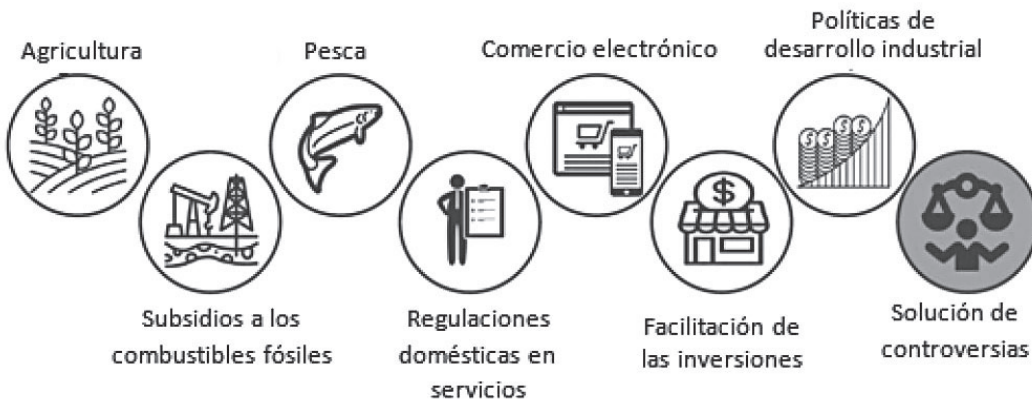 Agricultura
Pesca
Comercio electrónico
Políticas de
desarrollo industrial
Subsidios a los
combustibles fósiles
Regulaciones
domésticas en
servicios
Facilitación de
las inversiones
Solución de
controversias